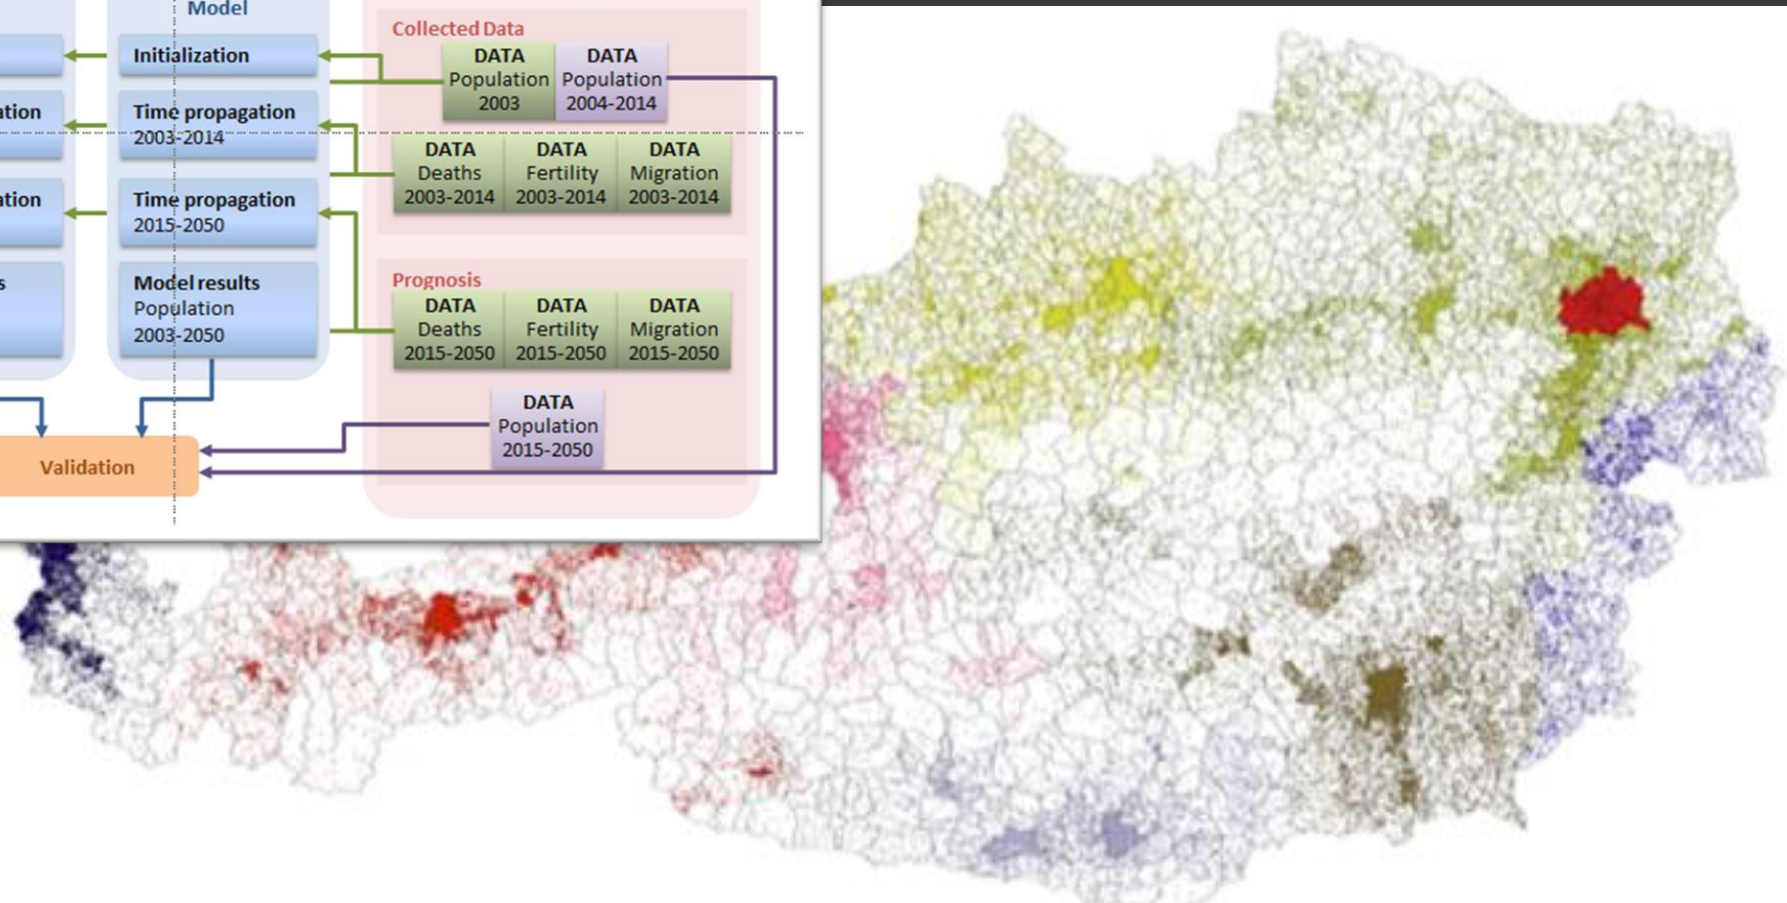 Model
Collected Data
Initialization
DATA
Population
2003
DATA
Population
2004-2014
ation
Time propagation
2003-2014
DATA
Deaths
2003-2014
DATA
Fertility
2003-2014
DATA
Migration
2003-2014
ation
Time propagation
2015-2050
s
Model results
Population
2003-2050
Prognosis
DATA
Deaths
2015-2050
DATA
Fertility
2015-2050
DATA
Migration
2015-2050
DATA
Population
2015-2050
Validation